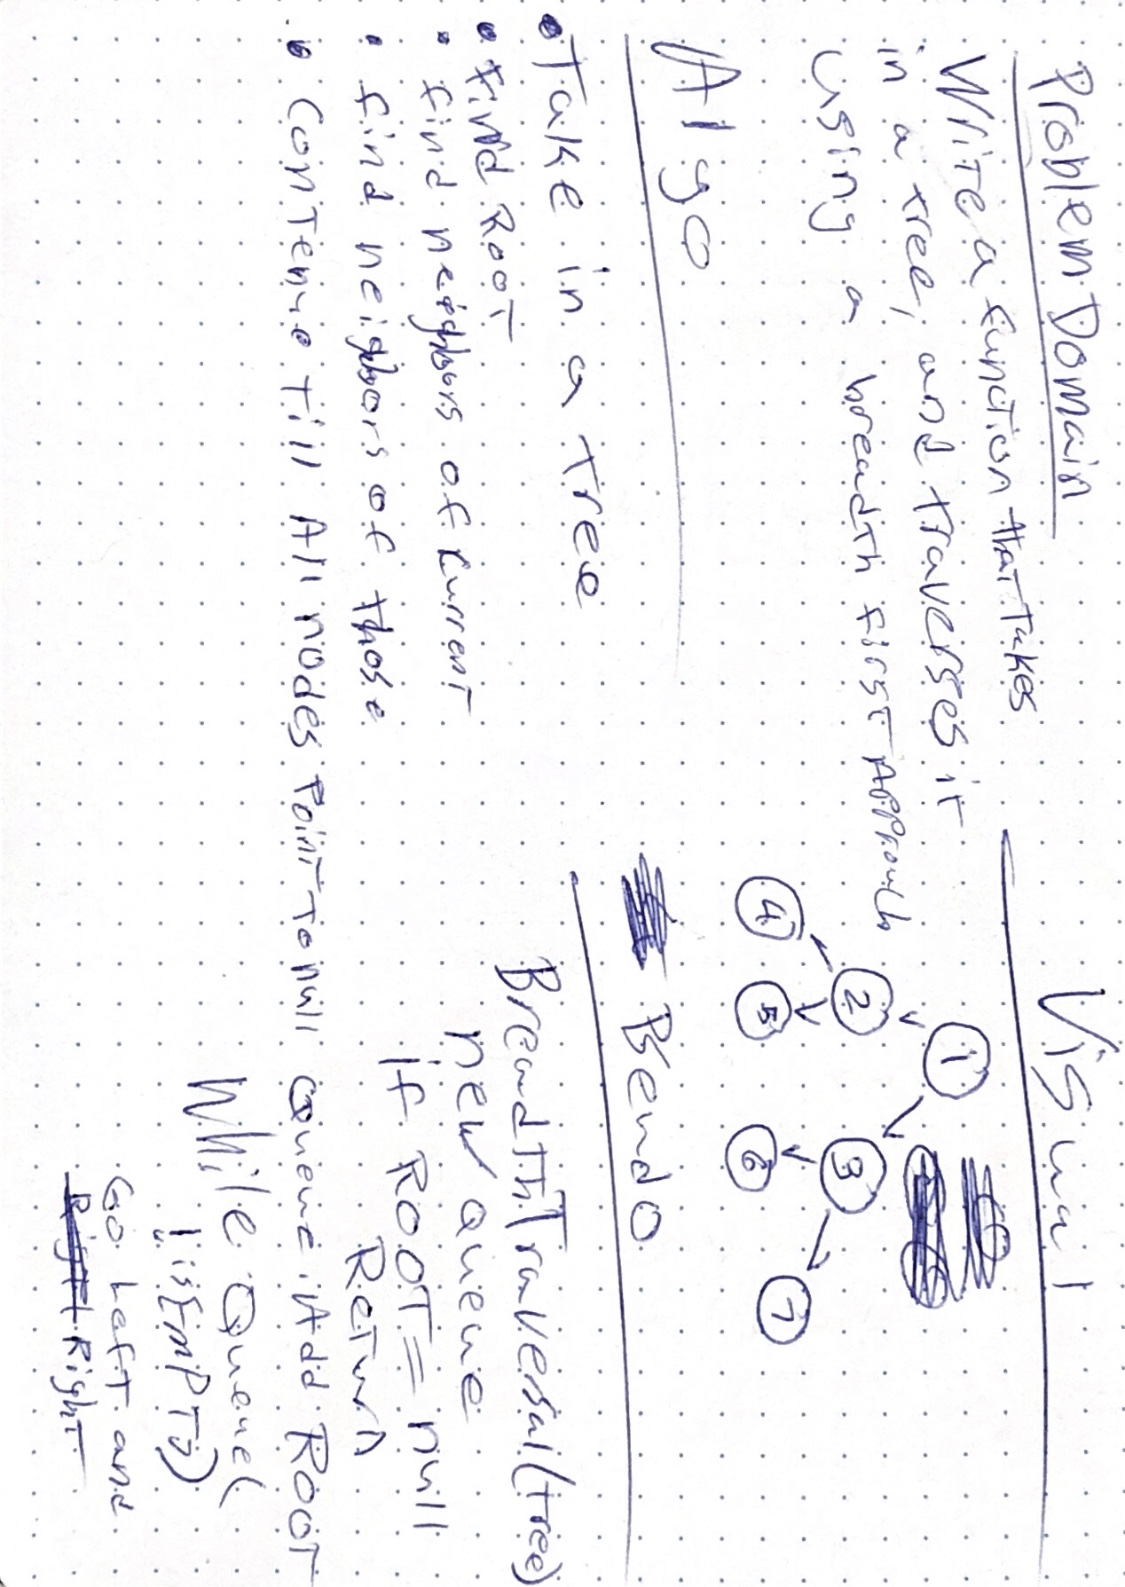 Problem Domain
Write a function that takes
in a tree, and traverses it
using a breadth first Approach
Algo
• Take in a tree
• find Root
• find neighbors of current
• find neighbors of those
• Contenue till All nodes Point to null
Visual
1
2 3
4 5 6 7
Psendo
BreadthTraversal(tree)
new queue
if ROOT = null
Return
Queue.Add ROOT
While Queue(
!isEmpty)
Go Left and
Right